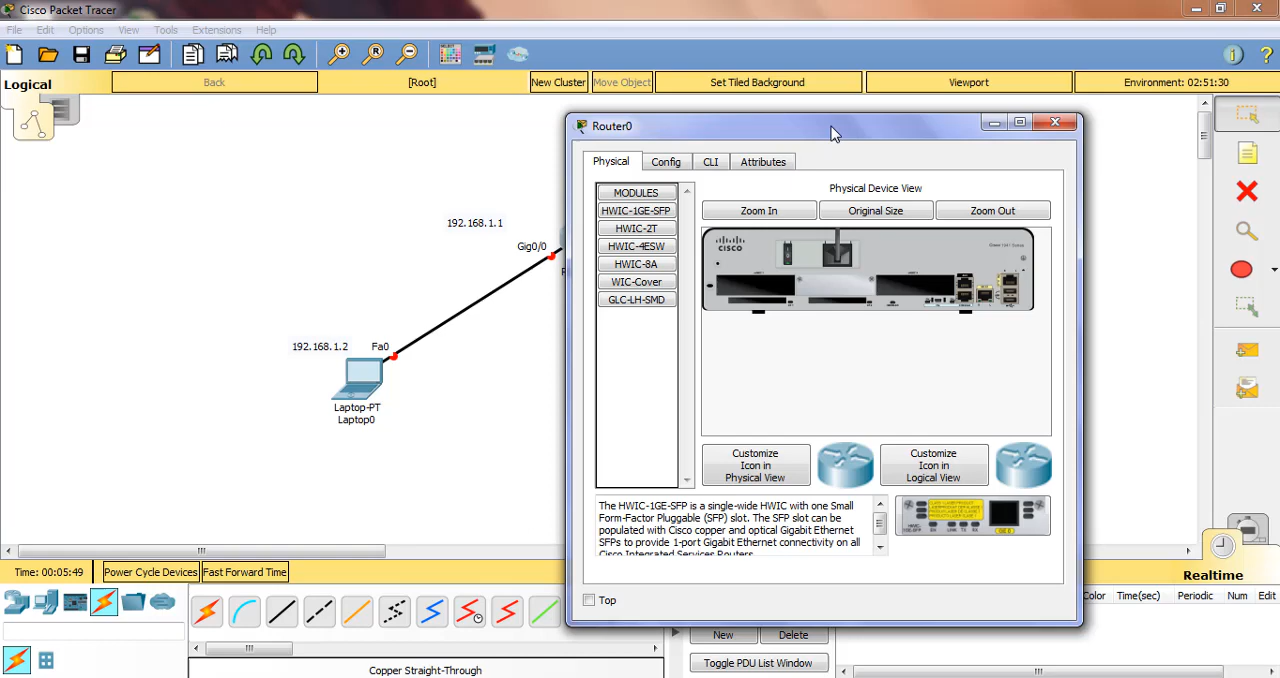 Cisco Packet Tracer
File Edit Options View Tools Extensions Help
Logical
Back
[Root]
New Cluster
Move Object
Set Tiled Background
Viewport
Environment: 02:51:30
192.168.1.1
Gig0/0
192.168.1.2
Fa0
Laptop-PT
Laptop0
Router0
Physical
Config
CLI
Attributes
MODULES
HWIC-1GE-SFP
HWIC-2T
HWIC-4ESW
HWIC-8A
WIC-Cover
GLC-LH-SMD
Physical Device View
Zoom In
Original Size
Zoom Out
CISCO
Customize
Icon in
Physical View
Customize
Icon in
Logical View
The HWIC-1GE-SFP is a single-wide HWIC with one Small
Form-Factor Pluggable (SFP) slot. The SFP slot can be
populated with Cisco copper and optical Gigabit Ethernet
SFPs to provide 1-port Gigabit Ethernet connectivity on all
Cisco Integrated Services Routers.
Top
Time: 00:05:49
Power Cycle Devices
Fast Forward Time
Realtime
Color
Time(sec)
Periodic
Num
Edit
New
Delete
Toggle PDU List Window
Copper Straight-Through